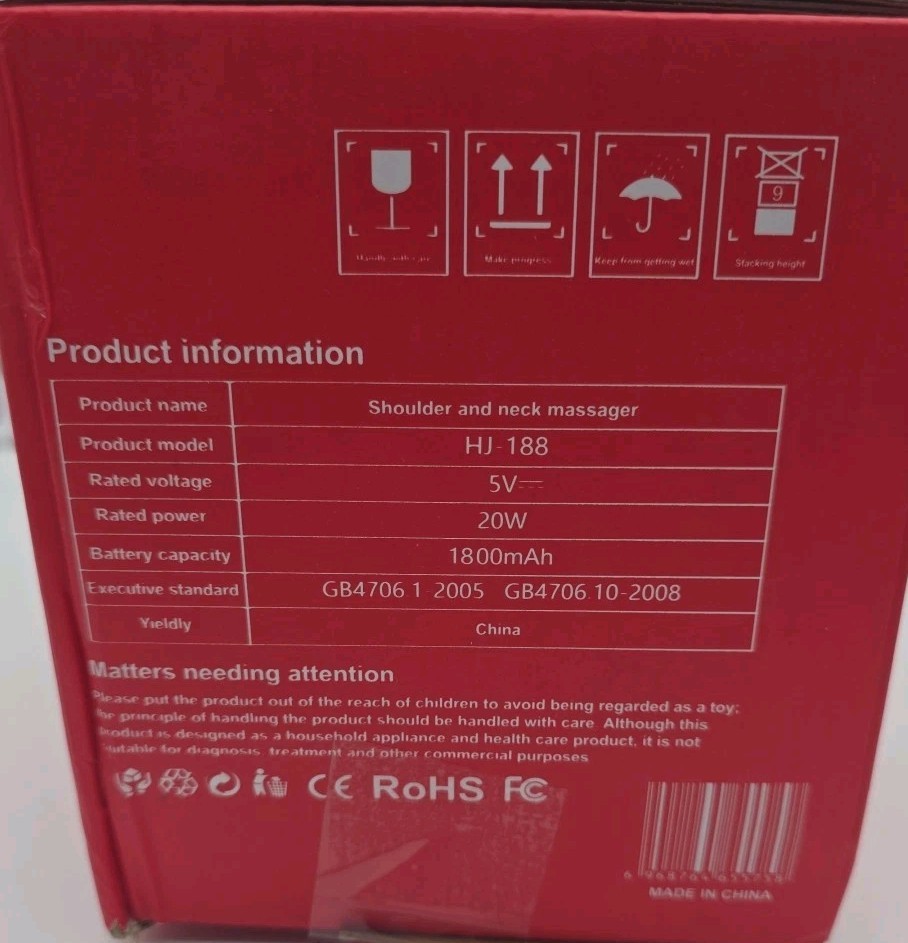 Make progress
Keep from getting wet
9
Stacking height
Product information
Product name Shoulder and neck massager
Product model HJ-188
Rated voltage 5V⎓
Rated power 20W
Battery capacity 1800mAh
Executive standard GB4706 1-2005 GB4706.10-2008
Yieldly China
Matters needing attention
Please put the product out of the reach of children to avoid being regarded as a toy;
the principle of handling the product should be handled with care. Although this
product is designed as a household appliance and health care product, it is not
suitable for diagnosis, treatment and other commercial purposes
CE RoHS FC
MADE IN CHINA